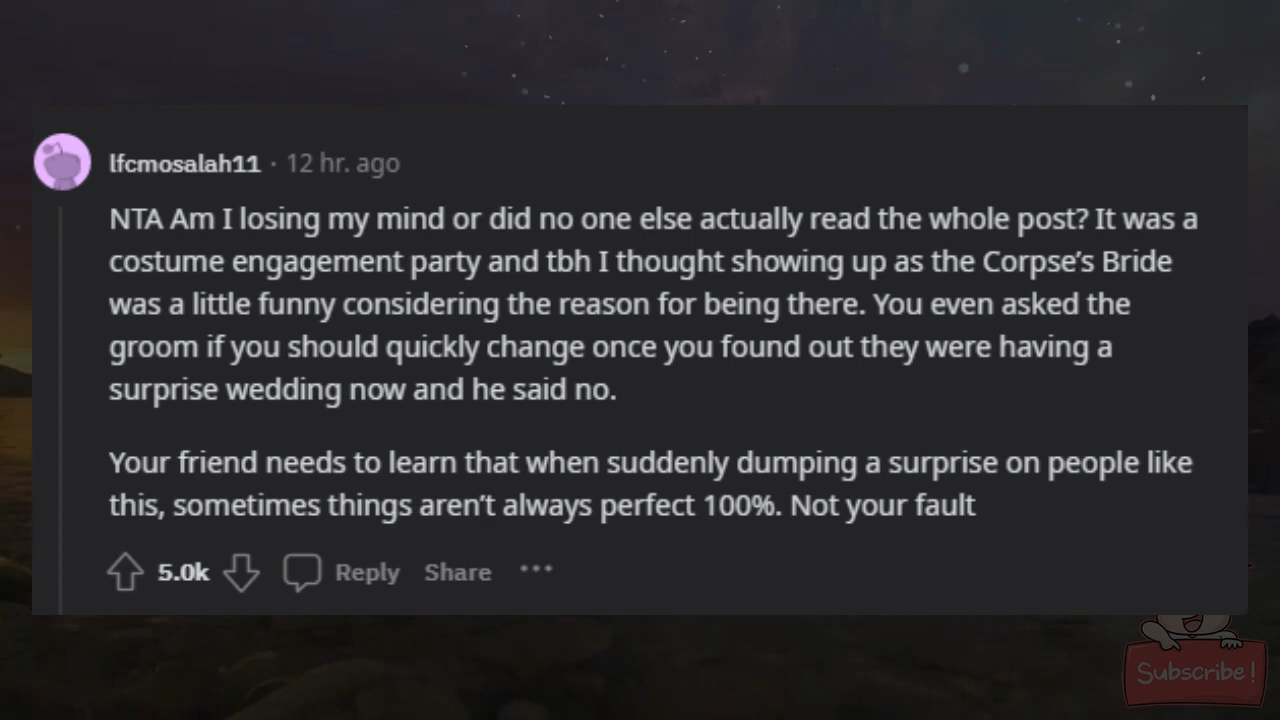 lfcmosalah11 · 12 hr. ago
NTA Am I losing my mind or did no one else actually read the whole post? It was a
costume engagement party and tbh I thought showing up as the Corpse’s Bride
was a little funny considering the reason for being there. You even asked the
groom if you should quickly change once you found out they were having a
surprise wedding now and he said no.
Your friend needs to learn that when suddenly dumping a surprise on people like
this, sometimes things aren’t always perfect 100%. Not your fault
5.0k Reply Share ···
Subscribe!